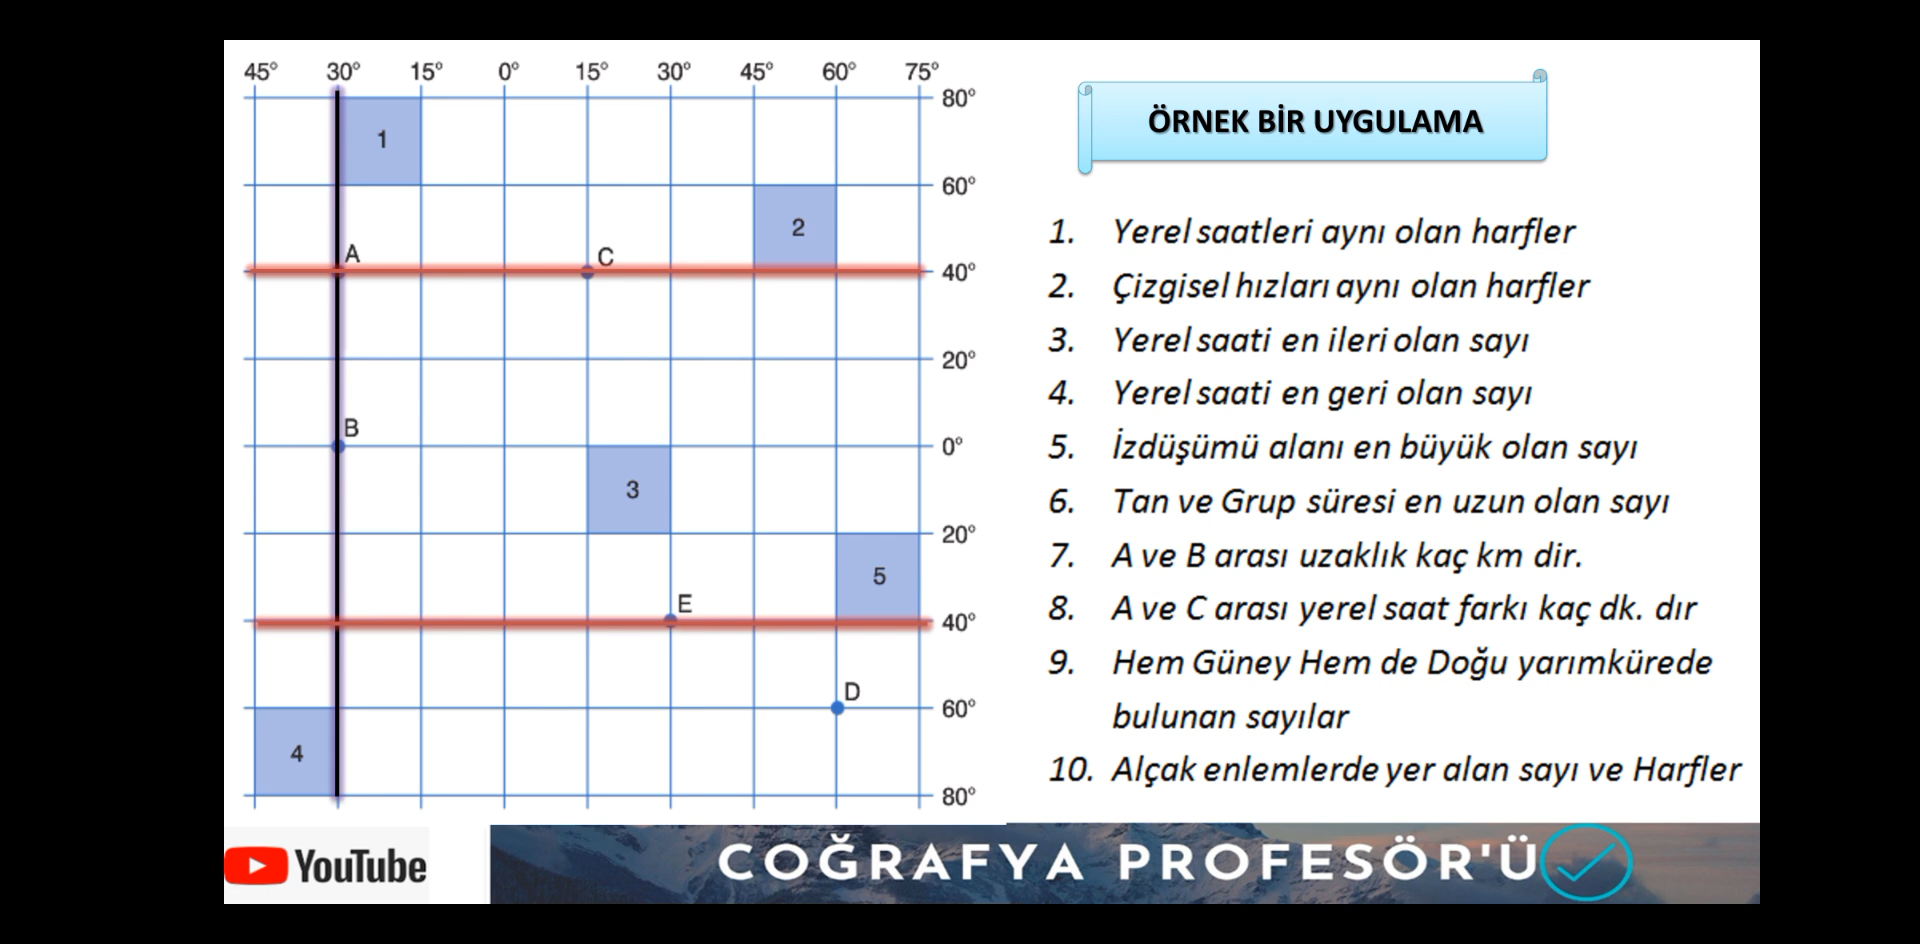 45° 30° 15° 0° 15° 30° 45° 60° 75°
80°
1
60°
2
A
C
40°
20°
B
0°
3
20°
5
E
40°
D
60°
4
80°
ÖRNEK BİR UYGULAMA
1. Yerel saatleri aynı olan harfler
2. Çizgisel hızları aynı olan harfler
3. Yerel saati en ileri olan sayı
4. Yerel saati en geri olan sayı
5. İzdüşümü alanı en büyük olan sayı
6. Tan ve Grup süresi en uzun olan sayı
7. A ve B arası uzaklık kaç km dir.
8. A ve C arası yerel saat farkı kaç dk. dır
9. Hem Güney Hem de Doğu yarımkürede
bulunan sayılar
10. Alçak enlemlerde yer alan sayı ve Harfler
YouTube
COĞRAFYA PROFESÖR'Ü